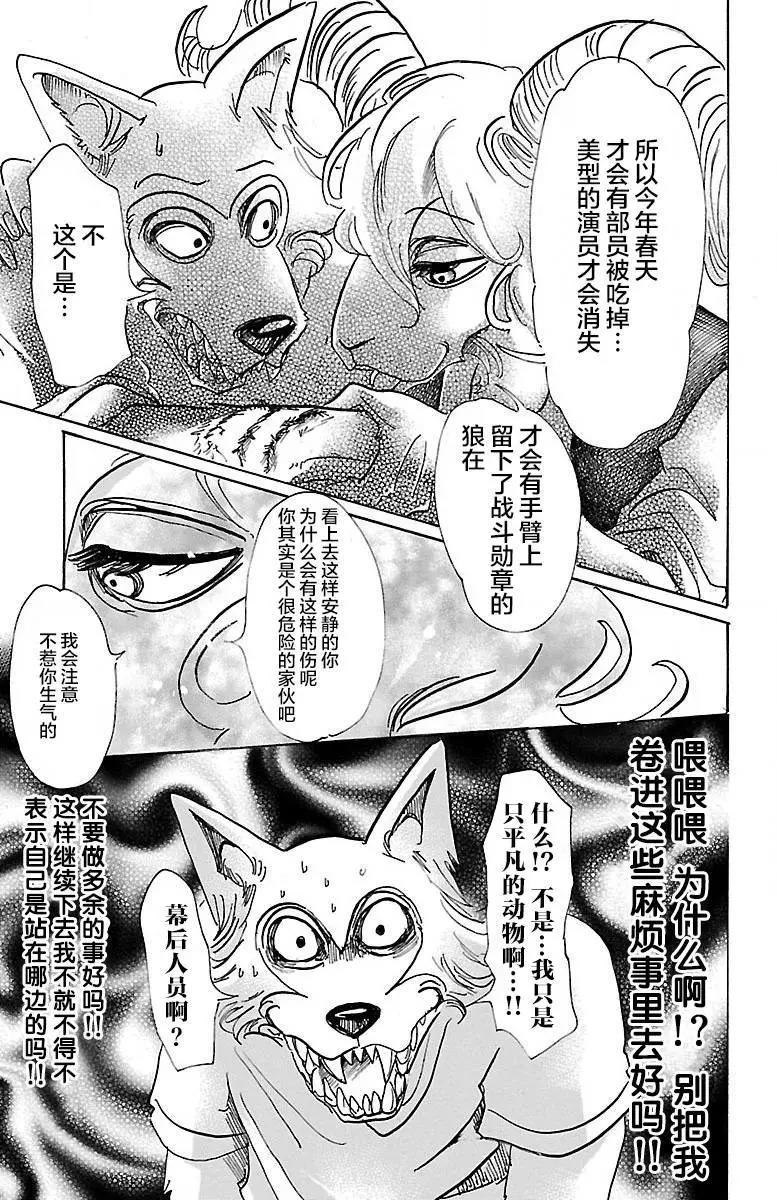 所以今年春天
才会有部员被吃掉…
美型的演员才会消失
不
这个是…
才会有手臂上
留下了战斗勋章的
狼在
看上去这样安静的你
为什么会有这样的伤呢
你其实是个很危险的家伙吧
我会注意
不惹你生气的
喂喂喂 为什么啊!? 别把我
卷进这些麻烦事里去好吗!!
什么!? 不是…我只是
只平凡的动物啊…!!
幕后人员啊？
不要做多余的事好吗!!
这样继续下去我不就不得不
表示自己是站在哪边的吗!!